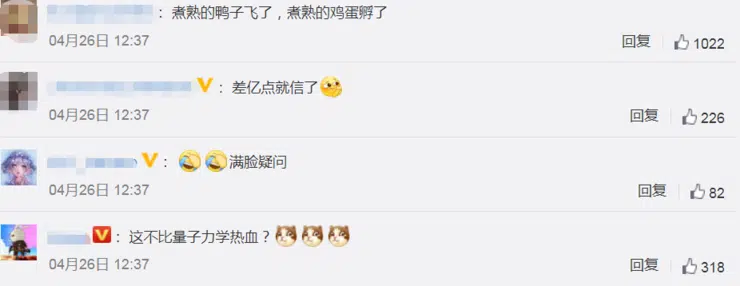 ：煮熟的鸭子飞了，煮熟的鸡蛋孵了
04月26日 12:37
回复 1022
：差亿点就信了
04月26日 12:37
回复 226
：满脸疑问
04月26日 12:37
回复 82
：这不比量子力学热血？
04月26日 12:37
回复 318